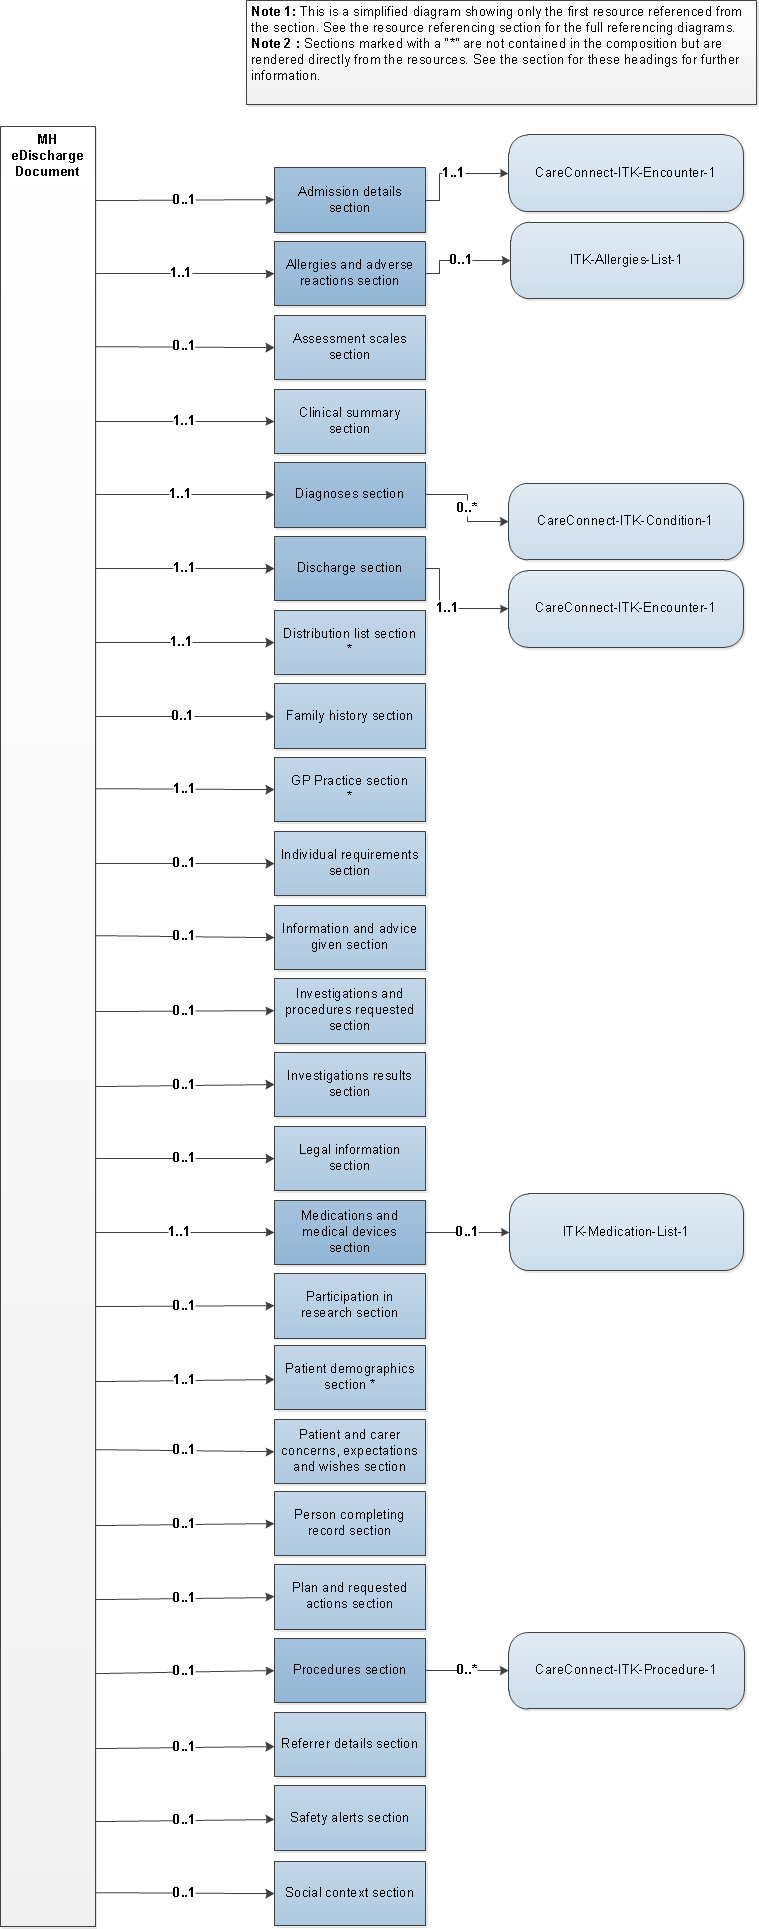 Note 1: This is a simplified diagram showing only the first resource referenced from
the section. See the resource referencing section for the full referencing diagrams.
Note 2 : Sections marked with a "*" are not contained in the composition but are
rendered directly from the resources. See the section for these headings for further
information.
MH
eDischarge
Document
0..1
Admission details
section
1..1
CareConnect-ITK-Encounter-1
1..1
Allergies and adverse
reactions section
0..1
ITK-Allergies-List-1
0..1
Assessment scales
section
1..1
Clinical summary
section
1..1
Diagnoses section
0..*
CareConnect-ITK-Condition-1
1..1
Discharge section
1..1
CareConnect-ITK-Encounter-1
1..1
Distribution list section
*
0..1
Family history section
1..1
GP Practice section
*
0..1
Individual requirements
section
0..1
Information and advice
given section
0..1
Investigations and
procedures requested
section
0..1
Investigations results
section
0..1
Legal information
section
1..1
Medications and
medical devices
section
0..1
ITK-Medication-List-1
0..1
Participation in
research section
1..1
Patient demographics
section *
0..1
Patient and carer
concerns, expectations
and wishes section
0..1
Person completing
record section
0..1
Plan and requested
actions section
0..1
Procedures section
0..*
CareConnect-ITK-Procedure-1
0..1
Referrer details section
0..1
Safety alerts section
0..1
Social context section